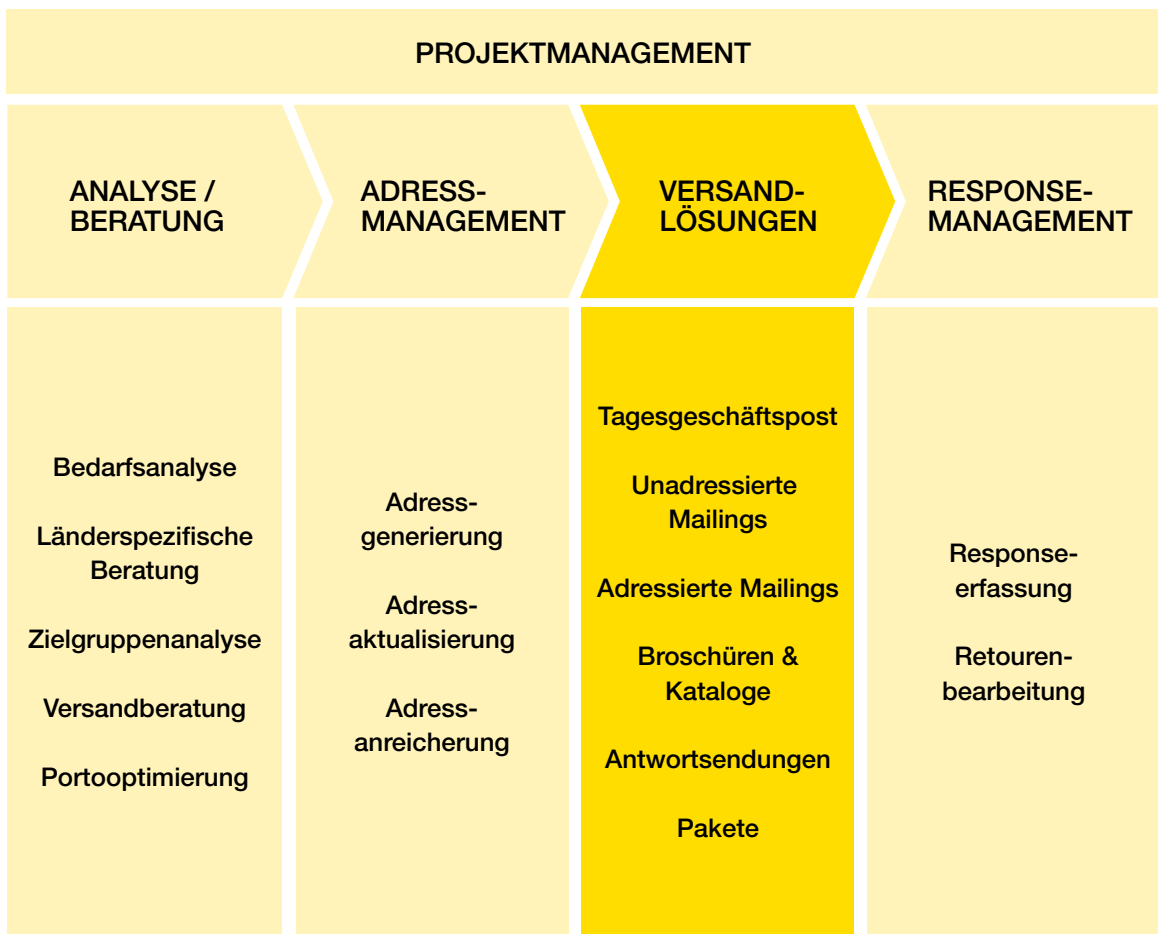 PROJEKTMANAGEMENT
ANALYSE /
BERATUNG
ADRESS-
MANAGEMENT
VERSAND-
LÖSUNGEN
RESPONSE-
MANAGEMENT
Bedarfsanalyse
Länderspezifische
Beratung
Zielgruppenanalyse
Versandberatung
Portooptimierung
Adress-
generierung
Adress-
aktualisierung
Adress-
anreicherung
Tagesgeschäftspost
Unadressierte
Mailings
Adressierte Mailings
Broschüren &
Kataloge
Antwortsendungen
Pakete
Response-
erfassung
Retouren-
bearbeitung